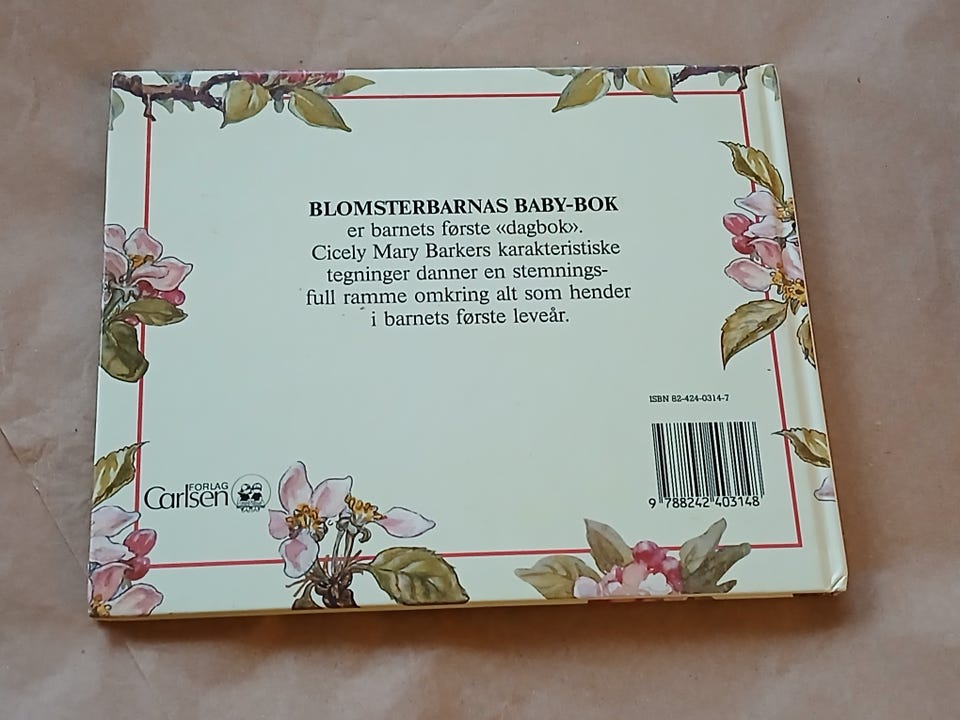 BLOMSTERBARNAS BABY-BOK
er barnets første «dagbok».
Cicely Mary Barkers karakteristiske
tegninger danner en stemnings-
full ramme omkring alt som hender
i barnets første leveår.
ISBN 82-424-0314-7
9 788242 403148
FORLAG
Carlsen